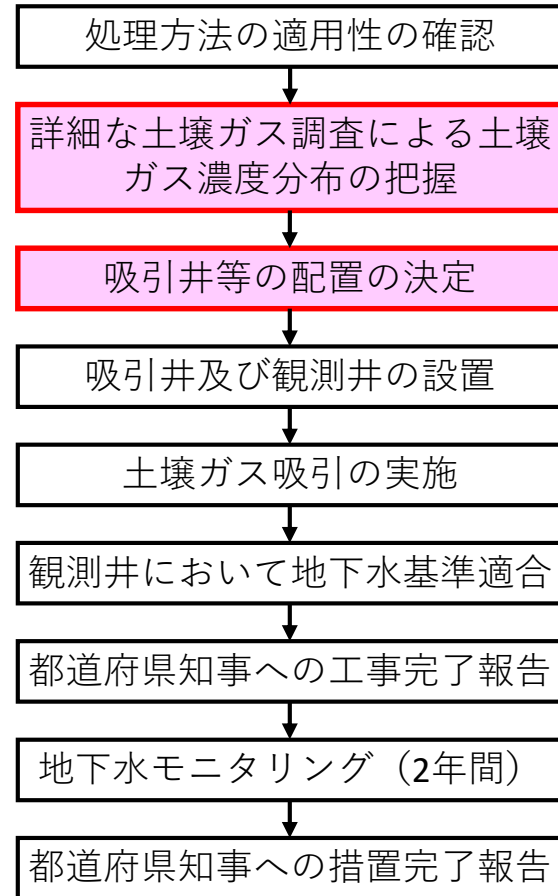 処理方法の適用性の確認
詳細な土壌ガス調査による土壌
ガス濃度分布の把握
吸引井等の配置の決定
吸引井及び観測井の設置
土壌ガス吸引の実施
観測井において地下水基準適合
都道府県知事への工事完了報告
地下水モニタリング（2年間）
都道府県知事への措置完了報告